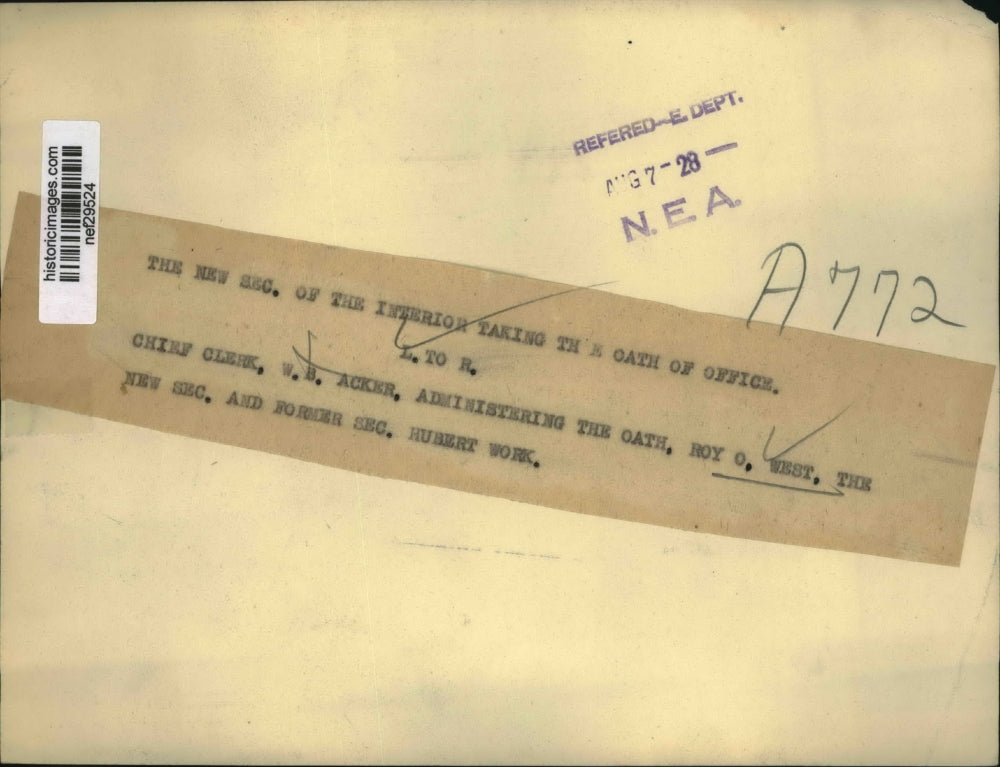 historicimages.com
nef29524
REFERED—E. DEPT.
AUG 7 - 28 —
N. E. A.
A772
THE NEW SEC. OF THE INTERIOR TAKING TH E OATH OF OFFICE.
L. TO R.
CHIEF CLERK, W. B. ACKER, ADMINISTERING THE OATH, ROY O. WEST, THE
NEW SEC. AND FORMER SEC. HUBERT WORK.